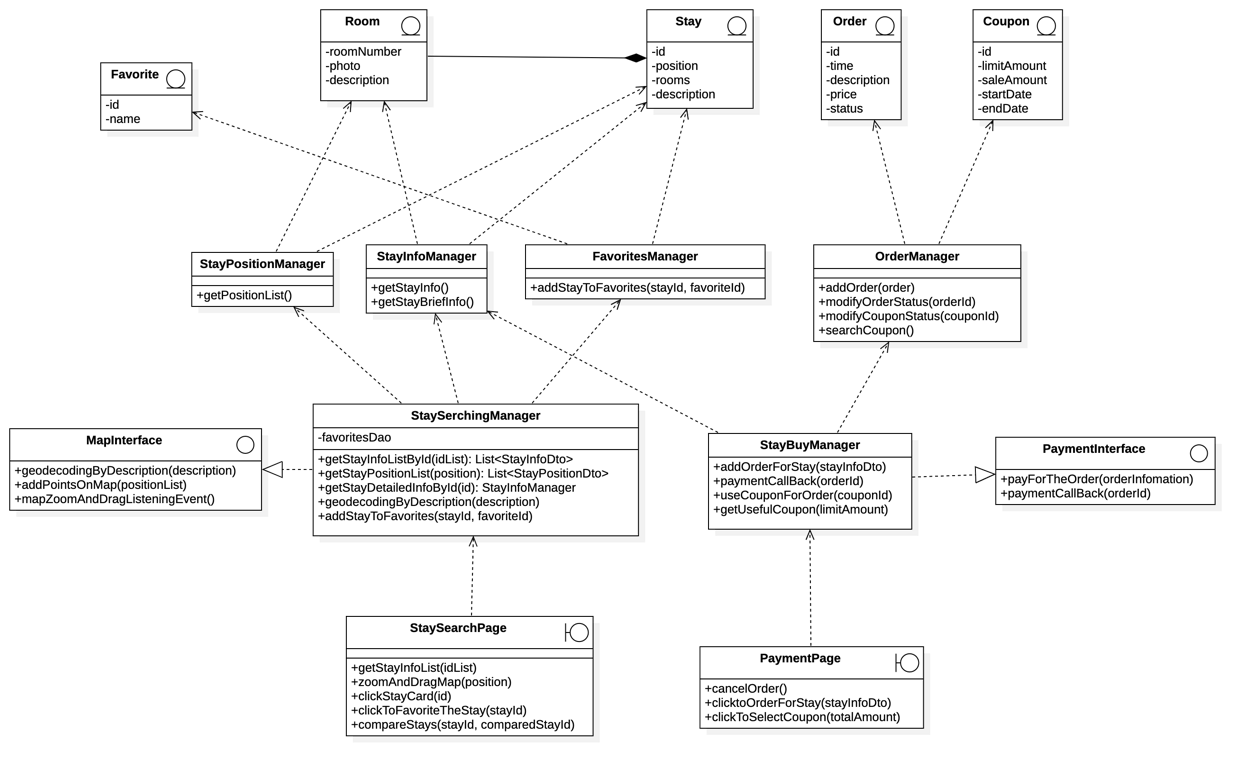 Room
-roomNumber
-photo
-description
Stay
-id
-position
-rooms
-description
Order
-id
-time
-description
-price
-status
Coupon
-id
-limitAmount
-saleAmount
-startDate
-endDate
Favorite
-id
-name
StayPositionManager
+getPositionList()
StayInfoManager
+getStayInfo()
+getStayBriefInfo()
FavoritesManager
+addStayToFavorites(stayId, favoriteId)
OrderManager
+addOrder(order)
+modifyOrderStatus(orderId)
+modifyCouponStatus(couponId)
+searchCoupon()
MapInterface
+geodecodingByDescription(description)
+addPointsOnMap(positionList)
+mapZoomAndDragListeningEvent()
StaySerchingManager
-favoritesDao
+getStayInfoListById(idList): List<StayInfoDto>
+getStayPositionList(position): List<StayPositionDto>
+getStayDetailedInfoById(id): StayInfoManager
+geodecodingByDescription(description)
+addStayToFavorites(stayId, favoriteId)
StayBuyManager
+addOrderForStay(stayInfoDto)
+paymentCallBack(orderId)
+useCouponForOrder(couponId)
+getUsefulCoupon(limitAmount)
PaymentInterface
+payForTheOrder(orderInfomation)
+paymentCallBack(orderId)
StaySearchPage
+getStayInfoList(idList)
+zoomAndDragMap(position)
+clickStayCard(id)
+clickToFavoriteTheStay(stayId)
+compareStays(stayId, comparedStayId)
PaymentPage
+cancelOrder()
+clicktoOrderForStay(stayInfoDto)
+clickToSelectCoupon(totalAmount)